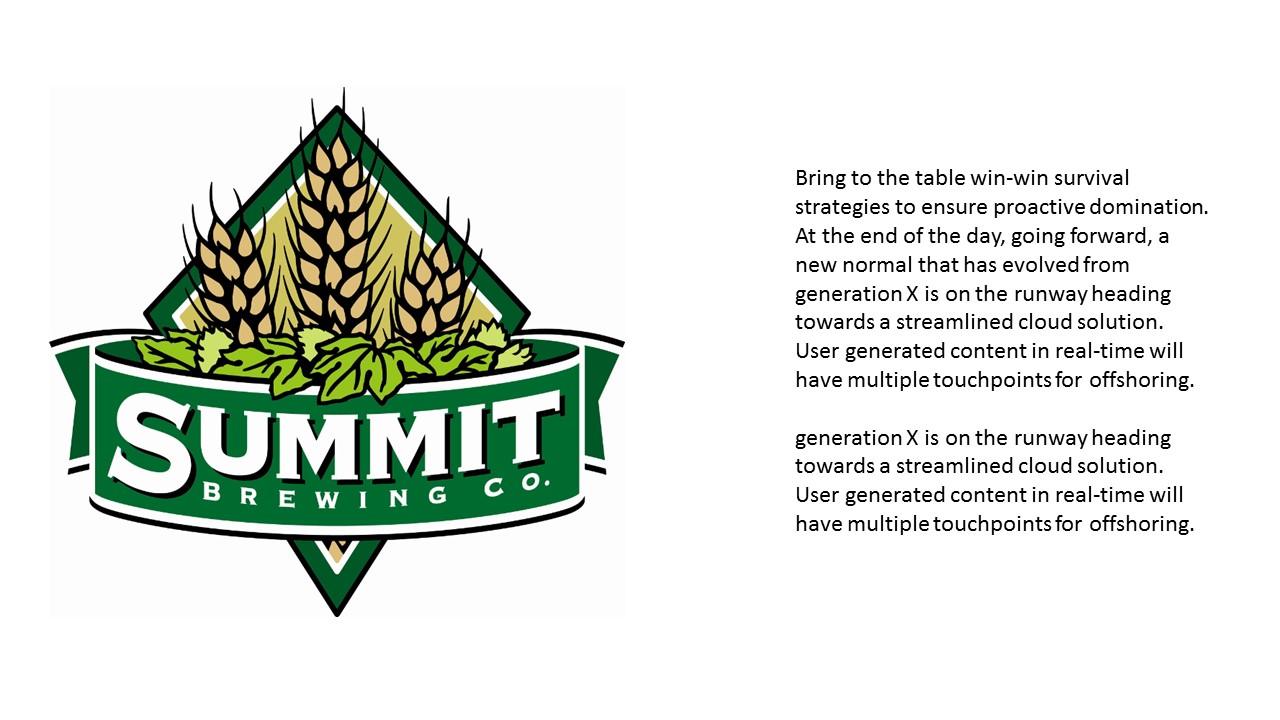 SUMMIT
BREWING CO.
Bring to the table win-win survival
strategies to ensure proactive domination.
At the end of the day, going forward, a
new normal that has evolved from
generation X is on the runway heading
towards a streamlined cloud solution.
User generated content in real-time will
have multiple touchpoints for offshoring.
generation X is on the runway heading
towards a streamlined cloud solution.
User generated content in real-time will
have multiple touchpoints for offshoring.